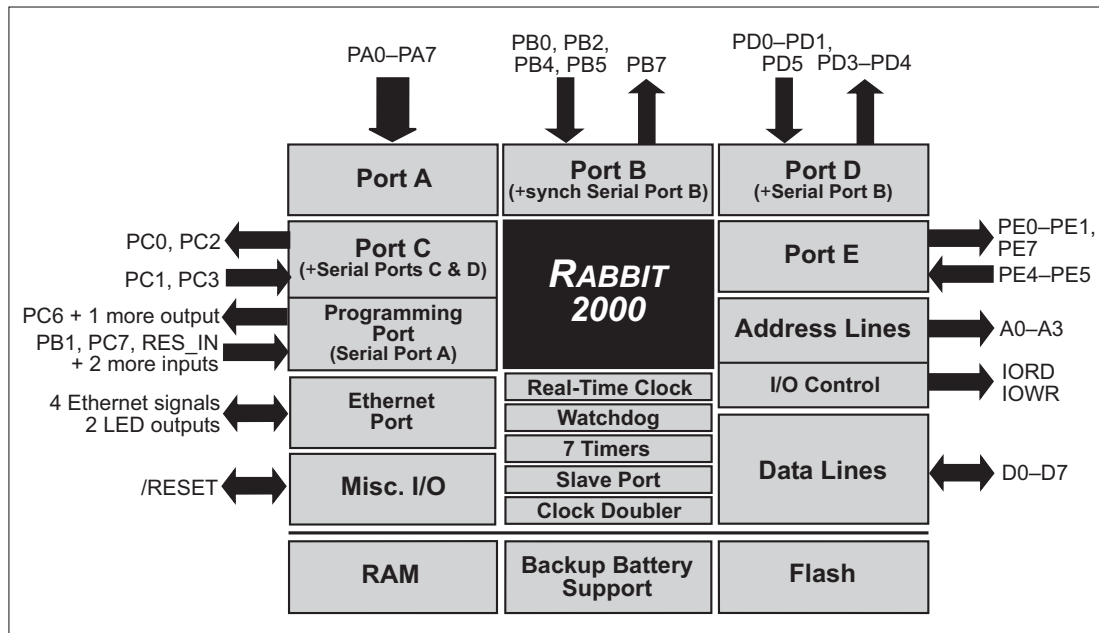 PA0–PA7
PB0, PB2,
PB4, PB5
PB7
PD0–PD1,
PD5
PD3–PD4
Port A
Port B
(+synch Serial Port B)
Port D
(+Serial Port B)
PC0, PC2
PC1, PC3
Port C
(+Serial Ports C & D)
RABBIT
2000
Port E
PE0–PE1,
PE7
PE4–PE5
PC6 + 1 more output
PB1, PC7, RES_IN
+ 2 more inputs
Programming
Port
(Serial Port A)
Address Lines
A0–A3
I/O Control
IORD
IOWR
4 Ethernet signals
2 LED outputs
Ethernet
Port
Real-Time Clock
Watchdog
7 Timers
Slave Port
Clock Doubler
Data Lines
D0–D7
/RESET
Misc. I/O
RAM
Backup Battery
Support
Flash